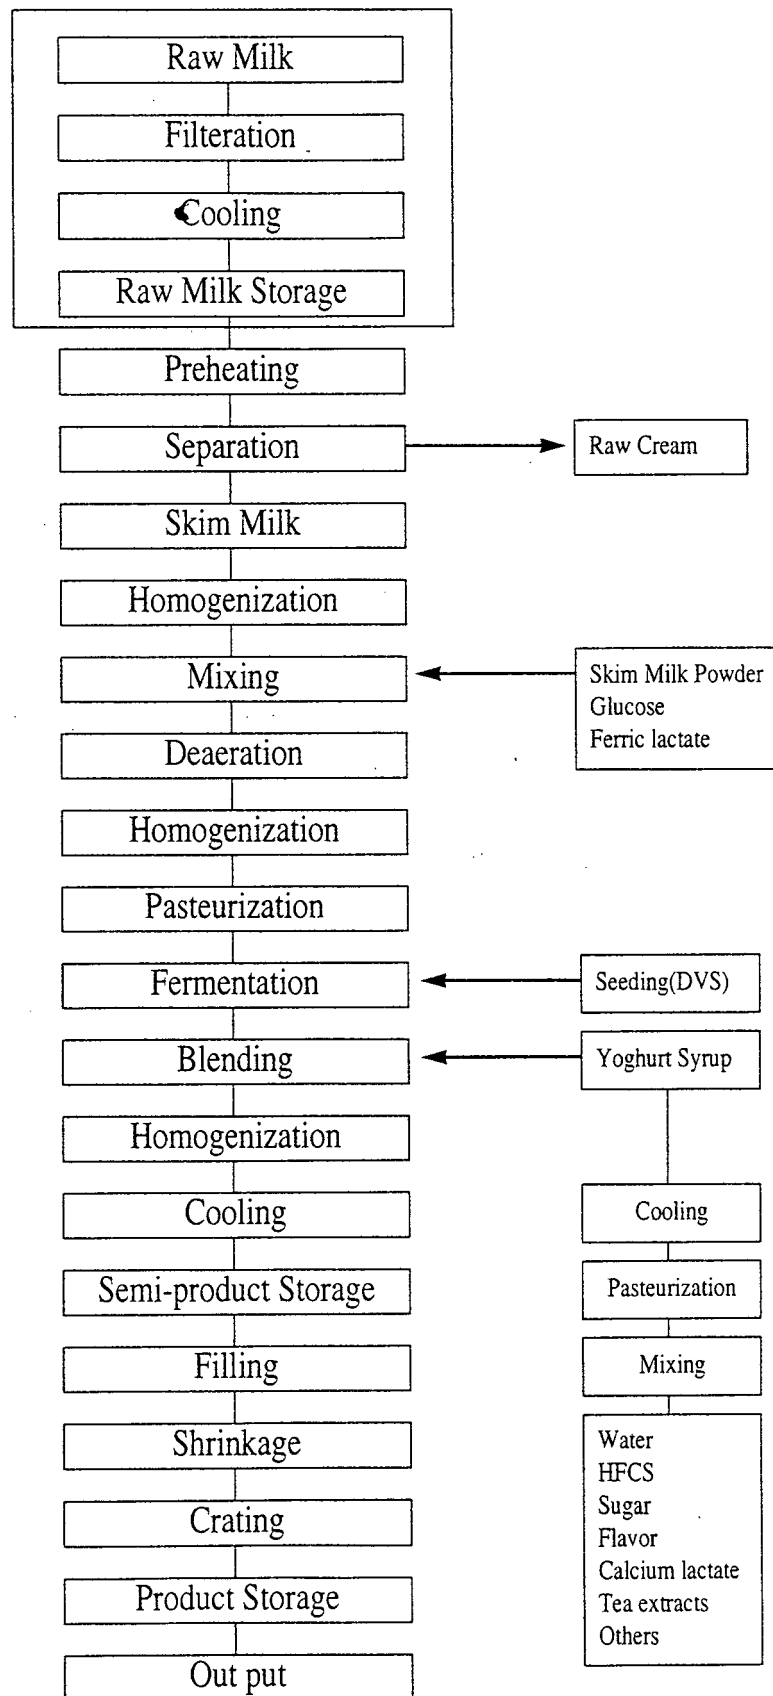 Raw Milk
Filteration
Cooling
Raw Milk Storage
Preheating
Separation
Raw Cream
Skim Milk
Homogenization
Mixing
Skim Milk Powder
Glucose
Ferric lactate
Deaeration
Homogenization
Pasteurization
Fermentation
Seeding(DVS)
Blending
Yoghurt Syrup
Homogenization
Cooling
Cooling
Semi-product Storage
Pasteurization
Filling
Mixing
Shrinkage
Water
HFCS
Sugar
Flavor
Calcium lactate
Tea extracts
Others
Crating
Product Storage
Out put